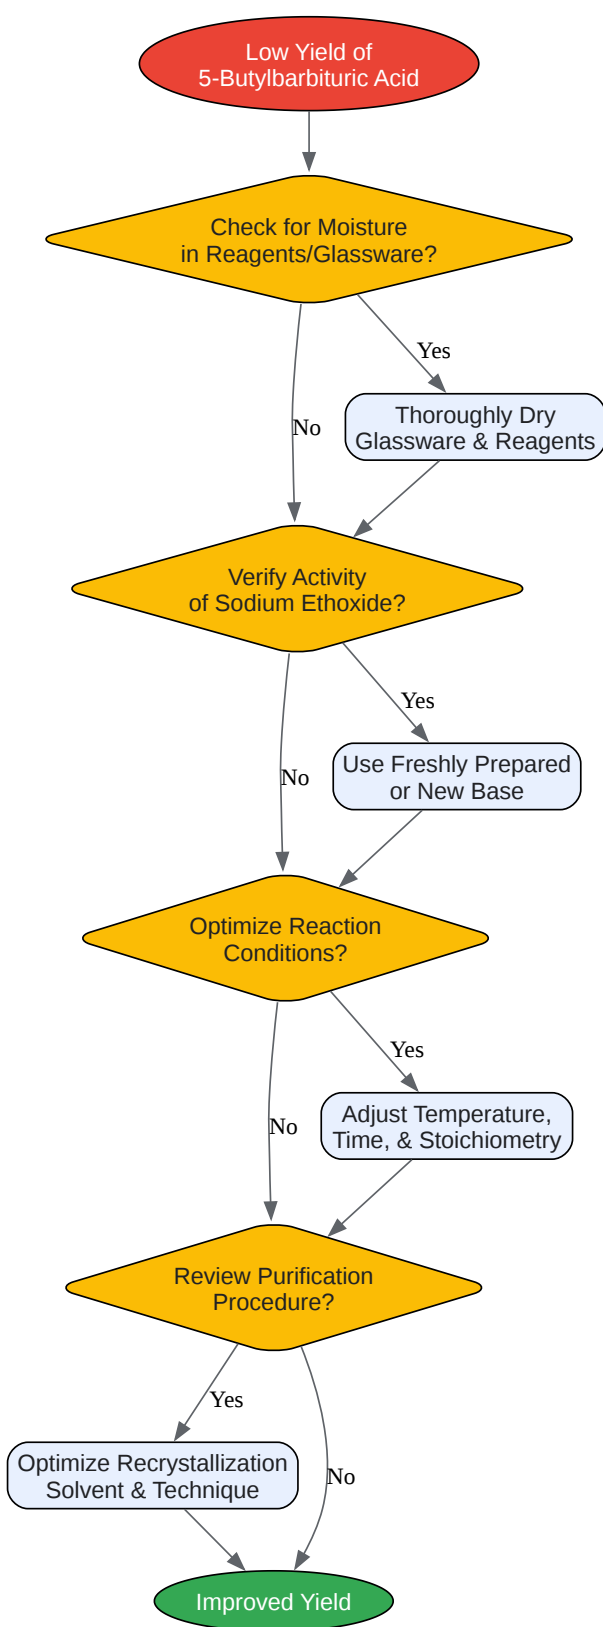 Low Yield of
5-Butylbarbituric Acid
Check for Moisture
in Reagents/Glassware?
Yes
Thoroughly Dry
Glassware & Reagents
No
Verify Activity
of Sodium Ethoxide?
Yes
Use Freshly Prepared
or New Base
No
Optimize Reaction
Conditions?
Yes
Adjust Temperature,
Time, & Stoichiometry
No
Review Purification
Procedure?
Yes
Optimize Recrystallization
Solvent & Technique
No
Improved Yield